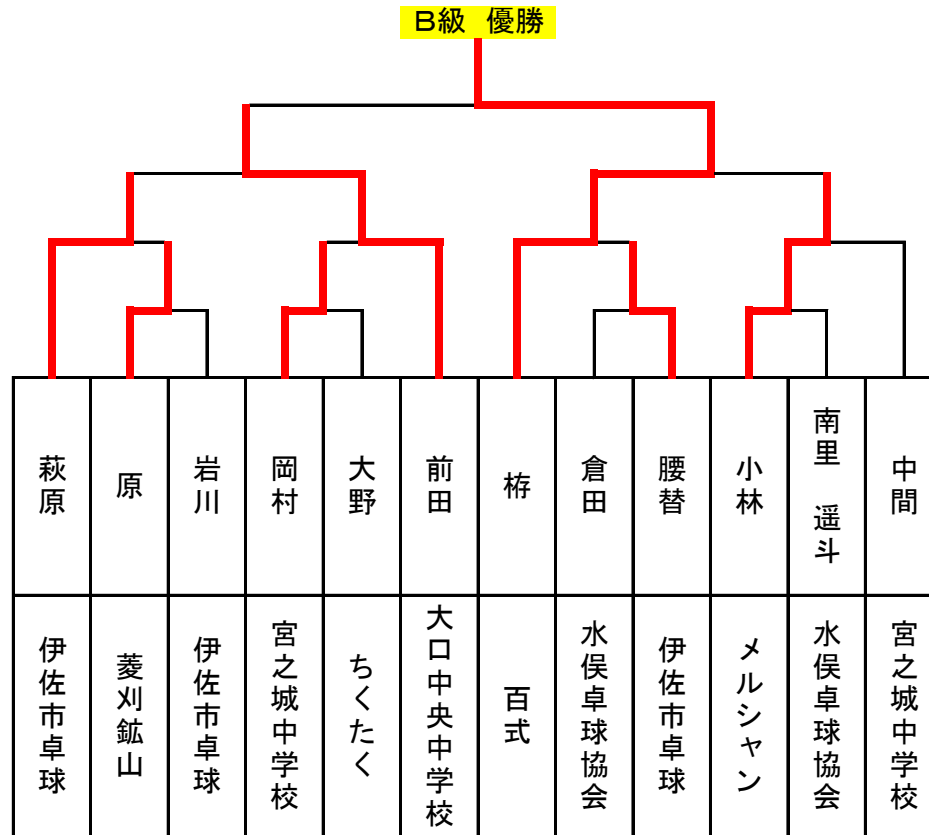 B級 優勝
萩原
原
岩川
岡村
大野
前田
栫
倉田
腰替
小林
南里 遥斗
中間
伊佐市卓球
菱刈鉱山
伊佐市卓球
宮之城中学校
ちくたく
大口中央中学校
百式
水俣卓球協会
伊佐市卓球
メルシャン
水俣卓球協会
宮之城中学校